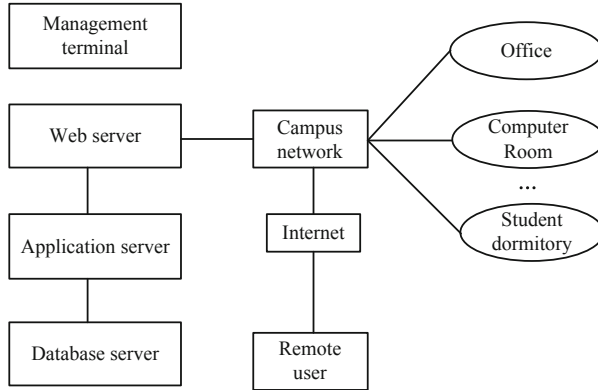 Management
terminal
Office
Web server
Campus
network
Computer
Room
...
Application server
Internet
Student
dormitory
Database server
Remote
user